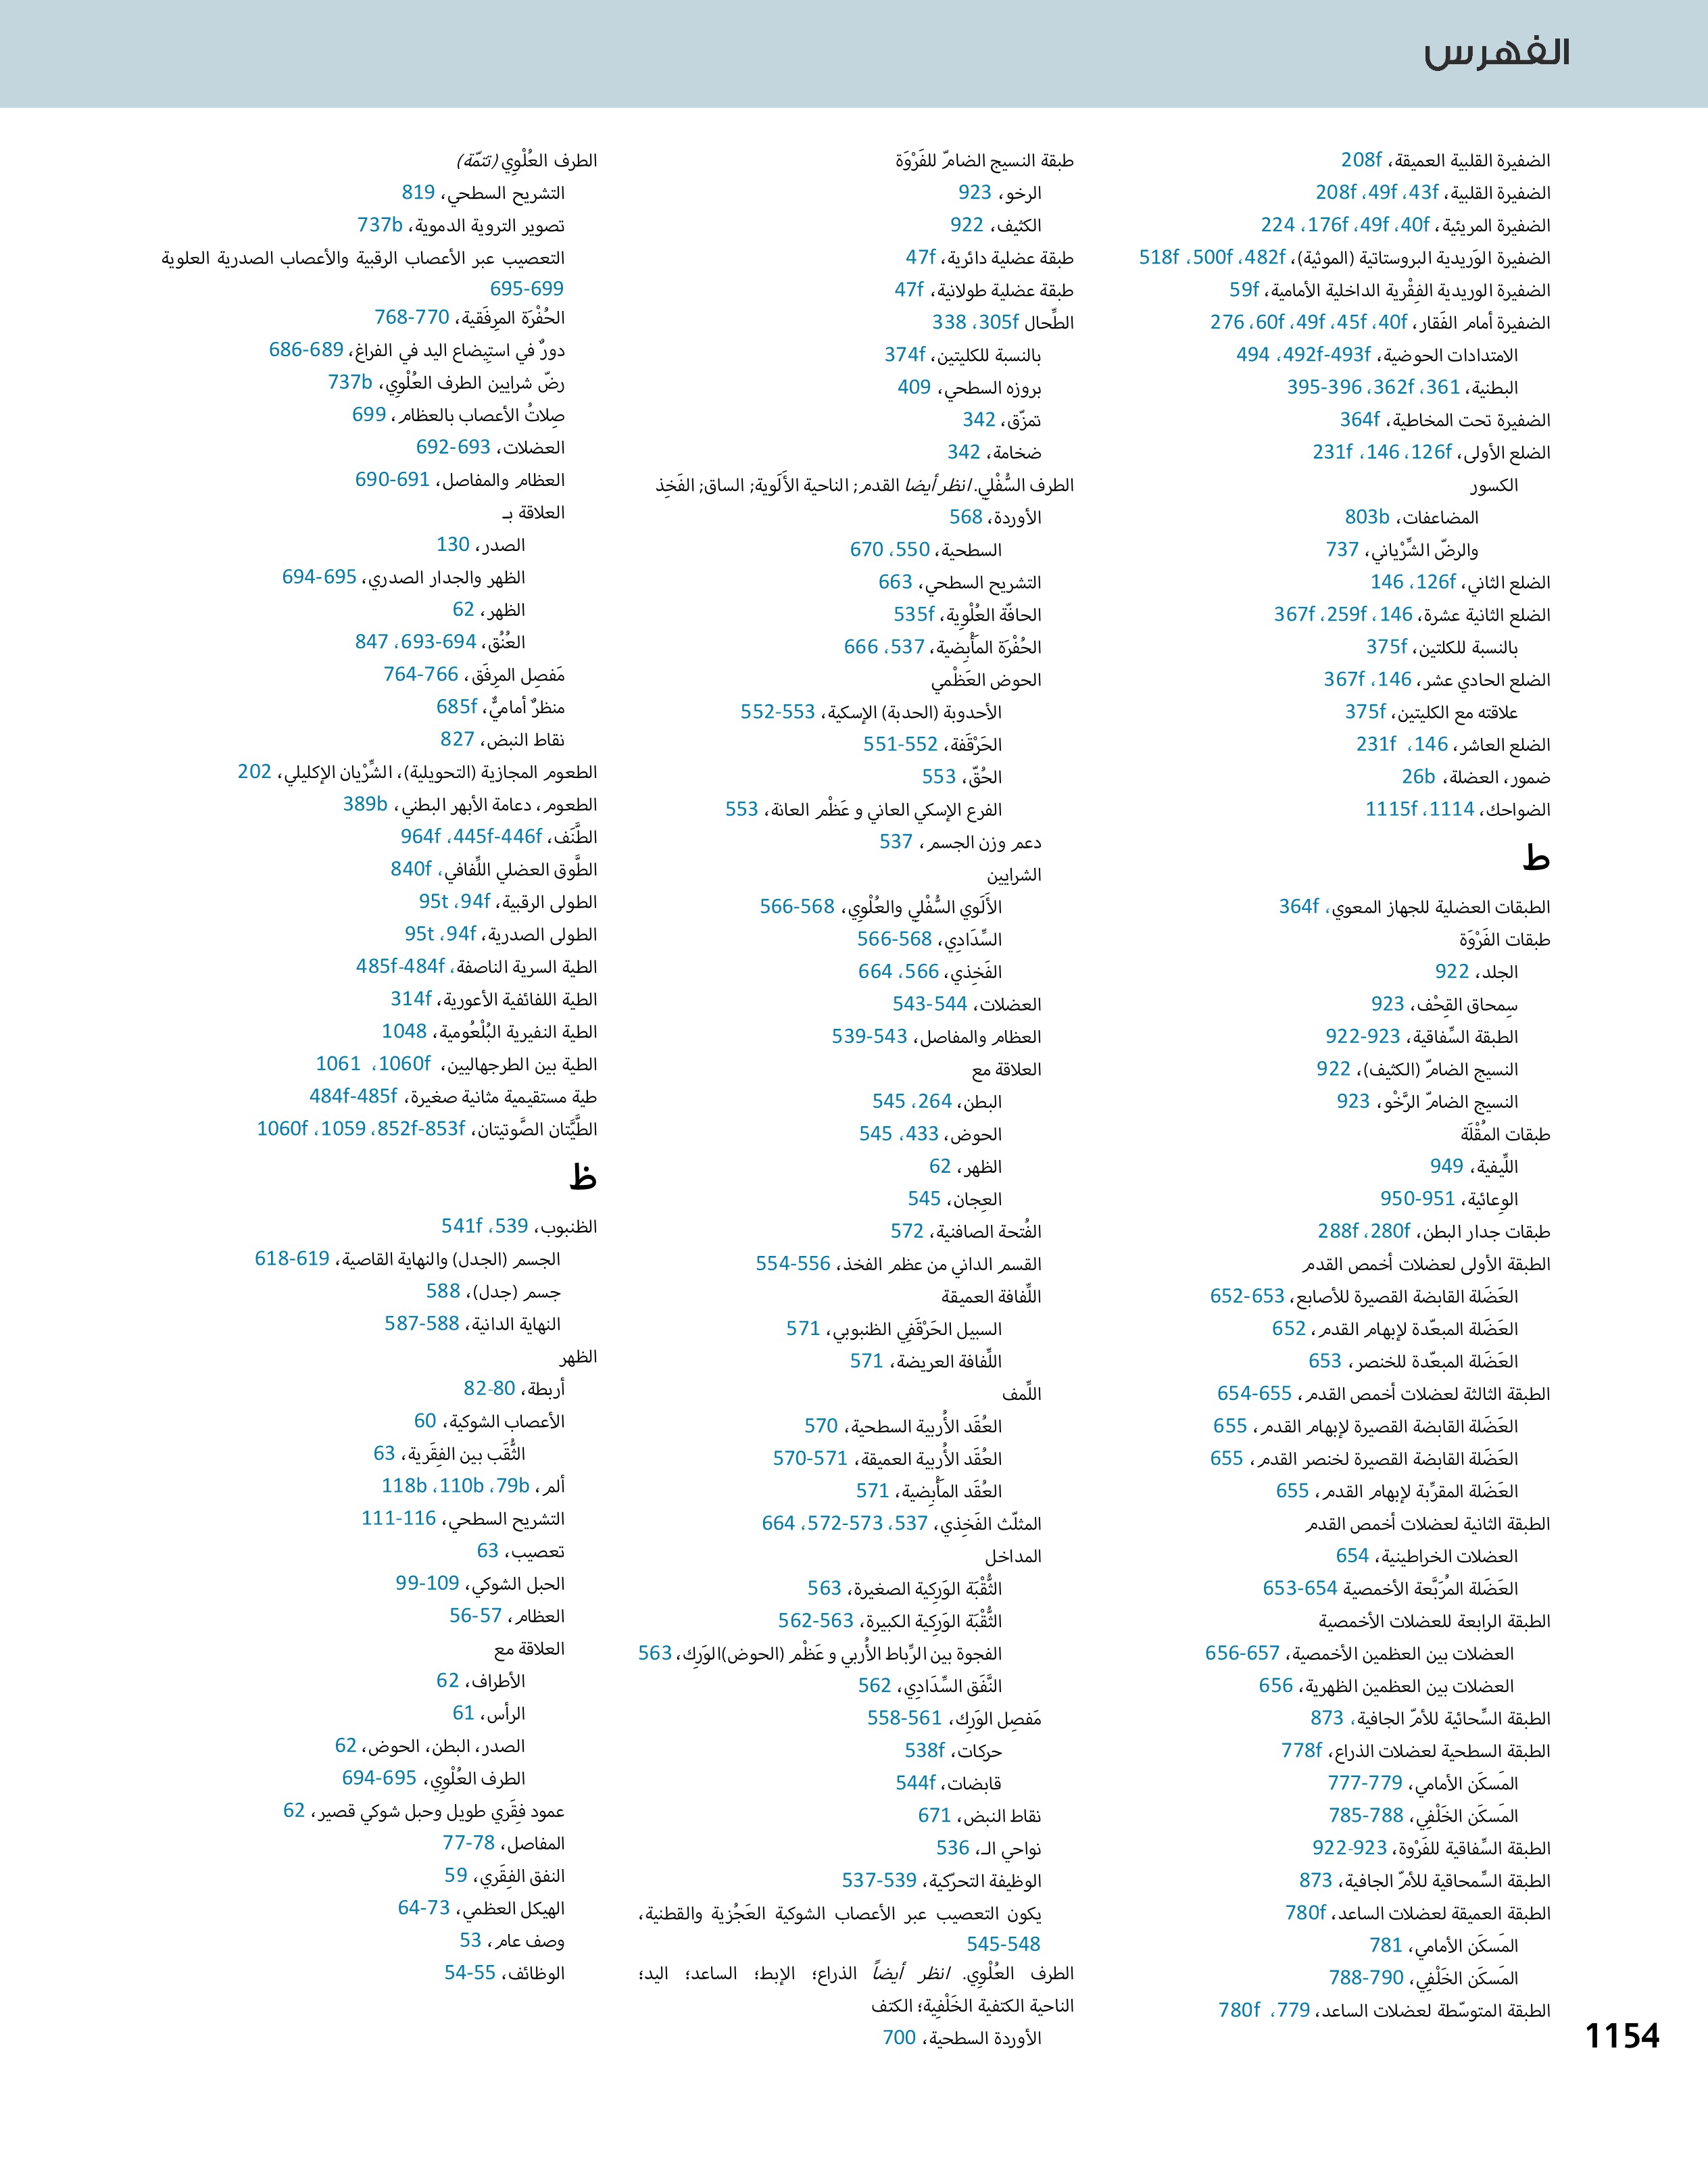 الفهرس
الضفيرة القلبية العميقة، 208f
الضفيرة القلبية، 43f، 49f، 208f
الضفيرة المريئية، 40f، 49f، 176f، 224
الضفيرة الوَريدية البروستاتية (الموثية)، 482f، 500f، 518f
الضفيرة الوريدية الفِقْرية الداخلية الأمامية، 59f
الضفيرة أمام الفَقار، 40f، 45f، 49f، 60f، 276
الامتدادات الحوضية، 492f-493f، 494
البطنية، 361، 362f، 395-396
الضفيرة تحت المخاطية، 364f
الضلع الأولى، 126f، 146، 231f
الكسور
المضاعفات، 803b
والرضّ الشِّرْياني، 737
الضلع الثاني، 126f، 146
الضلع الثانية عشرة، 146، 259f، 367f
بالنسبة للكلتين، 375f
الضلع الحادي عشر، 146، 367f
علاقته مع الكليتين، 375f
الضلع العاشر، 146، 231f
ضمور، العضلة، 26b
الضواحك، 1114، 1115f
ط
الطبقات العضلية للجهاز المعوي، 364f
طبقات الفَرْوَة
الجلد، 922
سِمحاق القِحْف، 923
الطبقة السِّفاقية، 922-923
النسيج الضامّ (الكثيف)، 922
النسيج الضامّ الرَّخْو، 923
طبقات المُقْلَة
اللِّيفية، 949
الوِعائية، 950-951
طبقات جدار البطن، 280f، 288f
الطبقة الأولى لعضلات أخمص القدم
العَضَلة القابضة القصيرة للأصابع، 652-653
العَضَلة المبعّدة لإبهام القدم، 652
العَضَلة المبعّدة للخنصر، 653
الطبقة الثالثة لعضلات أخمص القدم، 654-655
العَضَلة القابضة القصيرة لإبهام القدم، 655
العَضَلة القابضة القصيرة لخنصر القدم، 655
العَضَلة المقرِّبة لإبهام القدم، 655
الطبقة الثانية لعضلات أخمص القدم
العضلات الخراطينية، 654
العَضَلة المُرَبَّعة الأخمصية 653-654
الطبقة الرابعة للعضلات الأخمصية
العضلات بين العظمين الأخمصية، 656-657
العضلات بين العظمين الظهرية، 656
الطبقة السِّحائية للأمّ الجافية، 873
الطبقة السطحية لعضلات الذراع، 778f
المَسكَن الأمامي، 777-779
المَسكَن الخَلْفِي، 785-788
الطبقة السِّفاقية للفَرْوة، 922-923
الطبقة السِّمحاقية للأمّ الجافية، 873
الطبقة العميقة لعضلات الساعد، 780f
المَسكَن الأمامي، 781
المَسكَن الخَلْفِي، 788-790
الطبقة المتوسّطة لعضلات الساعد، 779، 780f
طبقة النسيج الضامّ للفَرْوَة
الرخو، 923
الكثيف، 922
طبقة عضلية دائرية، 47f
طبقة عضلية طولانية، 47f
الطِّحال 305f، 338
بالنسبة للكليتين، 374f
بروزه السطحي، 409
تمزّق، 342
ضخامة، 342
الطرف السُّفْلِي. انظر أيضا القدم; الناحية الأَلَوية; الساق; الفَخِذ
الأوردة، 568
السطحية، 550، 670
التشريح السطحي، 663
الحافّة العُلْوِية، 535f
الحُفْرَة المأْبِضية، 537، 666
الحوض العَظْمي
الأحدوبة (الحدبة) الإسكية، 552-553
الحَرْقَفة، 551-552
الحُقّ، 553
الفرع الإسكي العاني و عَظْم العانة، 553
دعم وزن الجسم، 537
الشرايين
الأَلَوي السُّفْلِي والعُلْوِي، 566-568
السِّدَادِي، 566-568
الفَخِذي، 566، 664
العضلات، 543-544
العظام والمفاصل، 539-543
العلاقة مع
البطن، 264، 545
الحوض، 433، 545
الظهر، 62
العِجان، 545
الفُتحة الصافنية، 572
القسم الداني من عظم الفخذ، 554-556
اللِّفافة العميقة
السبيل الحَرْقَفِي الظنبوبي، 571
اللِّفافة العريضة، 571
اللِّمف
العُقَد الأُربية السطحية، 570
العُقَد الأُربية العميقة، 570-571
العُقَد المأْبِضية، 571
المثلّث الفَخِذي، 537، 572-573، 664
المداخل
الثُّقْبَة الوَرِكية الصغيرة، 563
الثُّقْبَة الوَرِكية الكبيرة، 562-563
الفجوة بين الرِّباط الأُربي و عَظْم (الحوض)الوَرِك، 563
النَّفَق السِّدَادِي، 562
مَفصِل الوَرِك، 558-561
حركات، 538f
قابضات، 544f
نقاط النبض، 671
نواحي الـ، 536
الوظيفة التحرّكية، 537-539
يكون التعصيب عبر الأعصاب الشوكية العَجُزية والقطنية،
545-548
الطرف العُلْوِي. انظر أيضاً الذراع؛ الإبط؛ الساعد؛ اليد؛
الناحية الكتفية الخَلْفِية؛ الكتف
الأوردة السطحية، 700
الطرف العُلْوِي (تتمّة)
التشريح السطحي، 819
تصوير التروية الدموية، 737b
التعصيب عبر الأعصاب الرقبية والأعصاب الصدرية العلوية
695-699
الحُفْرَة المِرفَقية، 768-770
دورٌ في استِيضاع اليد في الفراغ، 686-689
رضّ شرايين الطرف العُلْوِي، 737b
صِلاتُ الأعصاب بالعظام، 699
العضلات، 692-693
العظام والمفاصل، 690-691
العلاقة بـ
الصدر، 130
الظهر والجدار الصدري، 694-695
الظهر، 62
العُنُق، 693-694، 847
مَفصِل المِرفَق، 764-766
منظرٌ أماميٌّ، 685f
نقاط النبض، 827
الطعوم المجازية (التحويلية)، الشِّرْيان الإكليلي، 202
الطعوم، دعامة الأبهر البطني، 389b
الطَّنَف، 445f-446f، 964f
الطَّوق العضلي اللِّفافي، 840f
الطولى الرقبية، 94f، 95t
الطولى الصدرية، 94f، 95t
الطية السرية الناصفة، 485f-484f
الطية اللفائفية الأعورية، 314f
الطية النفيرية البُلْعُومية، 1048
الطية بين الطرجهاليين، 1060f، 1061
طية مستقيمية مثانية صغيرة، 484f-485f
الطَّيَّتان الصَّوتيتان، 852f-853f، 1059، 1060f
ظ
الظنبوب، 539، 541f
الجسم (الجدل) والنهاية القاصية، 618-619
جسم (جدل)، 588
النهاية الدانية، 587-588
الظهر
أربطة، 80-82
الأعصاب الشوكية، 60
الثُّقَب بين الفِقَرية، 63
ألم، 79b، 110b، 118b
التشريح السطحي، 111-116
تعصيب، 63
الحبل الشوكي، 99-109
العظام، 56-57
العلاقة مع
الأطراف، 62
الرأس، 61
الصدر، البطن، الحوض، 62
الطرف العُلْوِي، 694-695
عمود فِقَري طويل وحبل شوكي قصير، 62
المفاصل، 77-78
النفق الفِقَري، 59
الهيكل العظمي، 64-73
وصف عام، 53
الوظائف، 54-55
1154